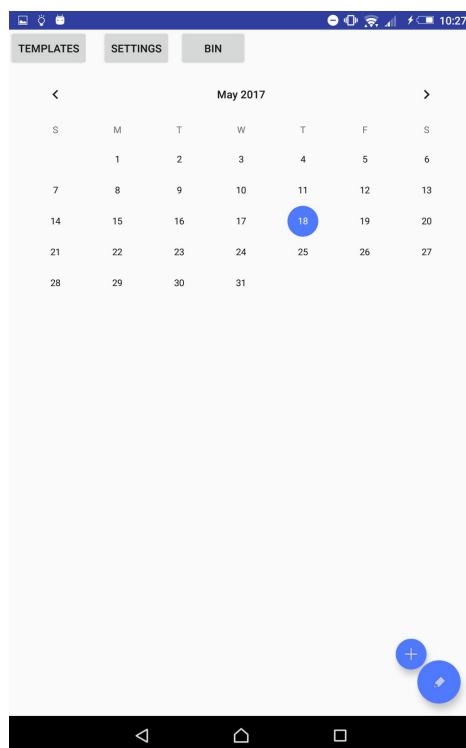 10:27
TEMPLATES SETTINGS BIN
May 2017
S M T W T F S
1 2 3 4 5 6
7 8 9 10 11 12 13
14 15 16 17 18 19 20
21 22 23 24 25 26 27
28 29 30 31